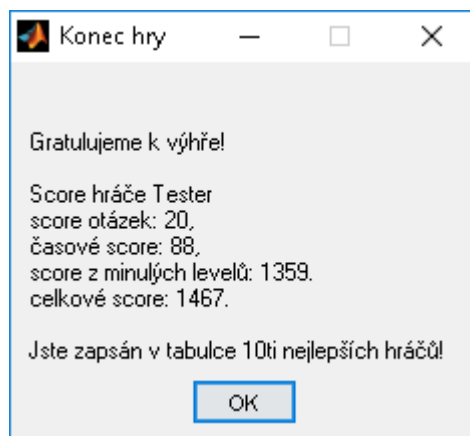 Konec hry
Gratulujeme k výhře!
Score hráče Tester
score otázek: 20,
časové score: 88,
score z minulých levelů: 1359.
celkové score: 1467.
Jste zapsán v tabulce 10ti nejlepších hráčů!
OK